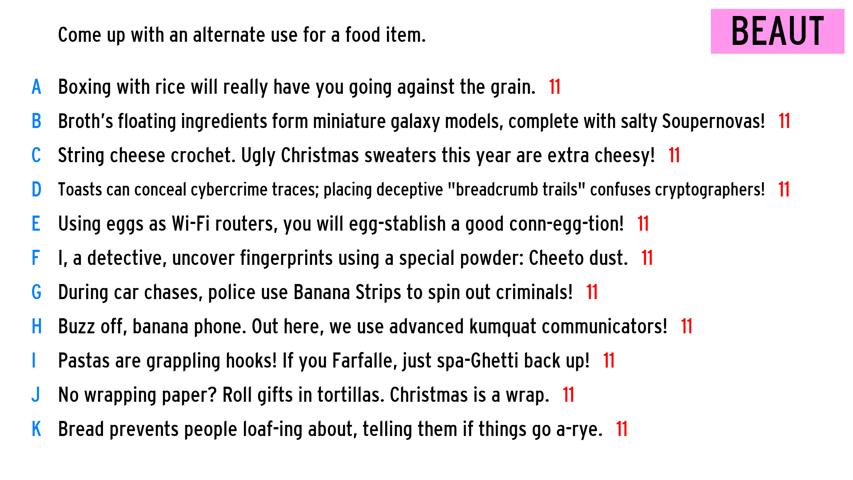 Come up with an alternate use for a food item.
BEAUT
A Boxing with rice will really have you going against the grain. 11
B Broth's floating ingredients form miniature galaxy models, complete with salty Soupernovas! 11
C String cheese crochet. Ugly Christmas sweaters this year are extra cheesy! 11
D Toasts can conceal cybercrime traces; placing deceptive "breadcrumb trails" confuses cryptographers! 11
E Using eggs as Wi-Fi routers, you will egg-stablish a good conn-egg-tion! 11
F I, a detective, uncover fingerprints using a special powder: Cheeto dust. 11
G During car chases, police use Banana Strips to spin out criminals! 11
H Buzz off, banana phone. Out here, we use advanced kumquat communicators! 11
I Pastas are grappling hooks! If you Farfalle, just spa-Ghetti back up! 11
J No wrapping paper? Roll gifts in tortillas. Christmas is a wrap. 11
K Bread prevents people loaf-ing about, telling them if things go a-rye. 11